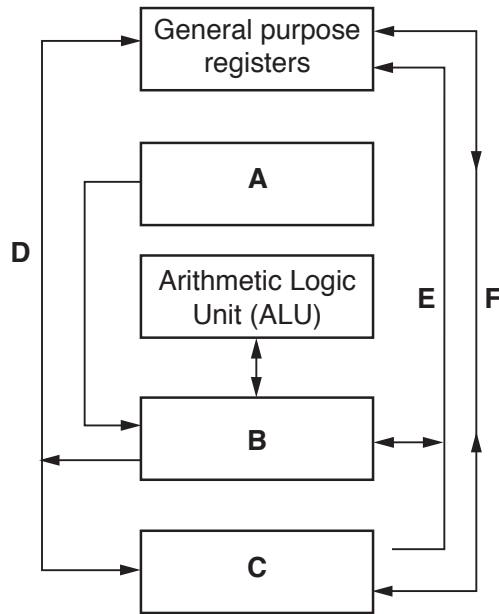 General purpose
registers
A
D
Arithmetic Logic
Unit (ALU)
E
F
B
C